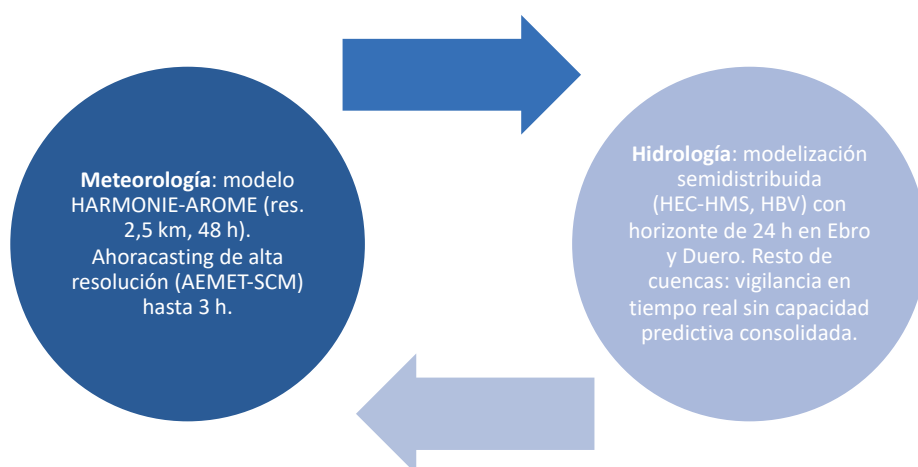 Meteorología: modelo
HARMONIE-AROME (res.
2,5 km, 48 h).
Ahoracasting de alta
resolución (AEMET-SCM)
hasta 3 h.
Hidrología: modelización
semidistribuida
(HEC-HMS, HBV) con
horizonte de 24 h en Ebro
y Duero. Resto de
cuencas: vigilancia en
tiempo real sin capacidad
predictiva consolidada.